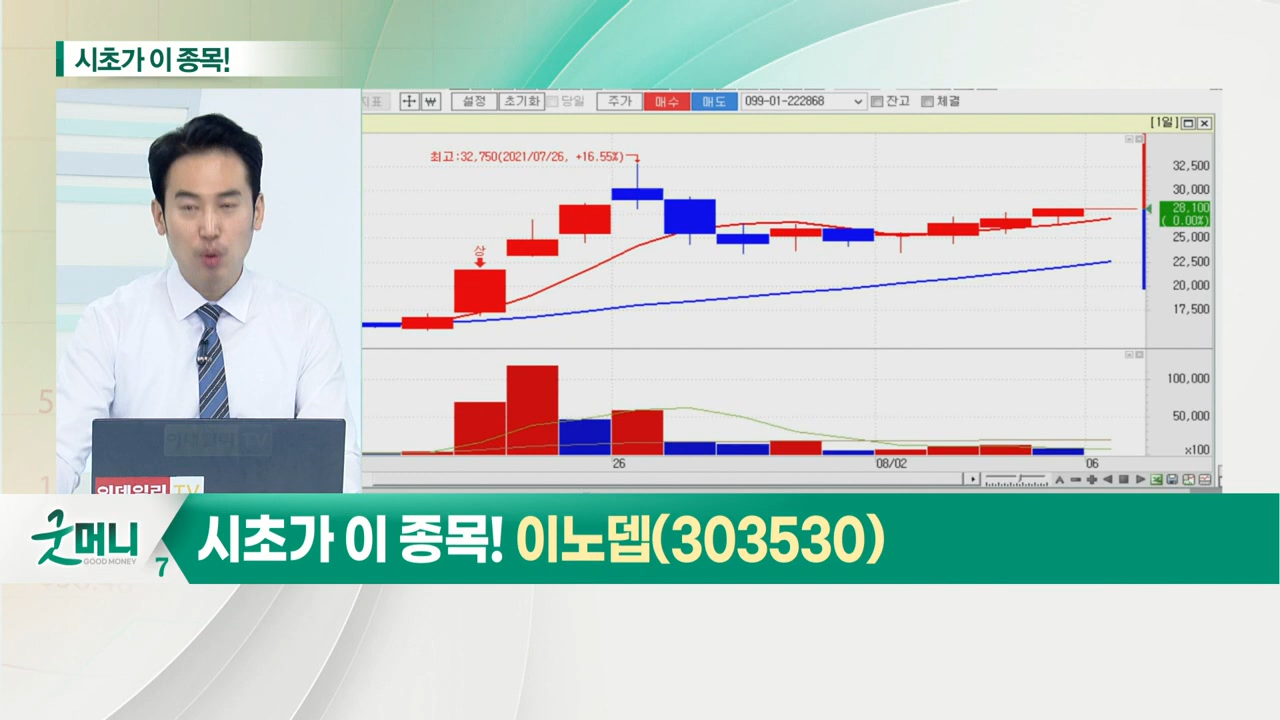 시초가 이 종목!
지표
₩
설정
초기화
당일
주가
매수
매도
099-01-222868
잔고
체결
[1일]
최고:32,750(2021/07/26, +16.55%)
상
32,500
30,000
28,100
( 0.00%)
25,000
22,500
20,000
17,500
100,000
50,000
x100
26
08/02
06
이데일리 TV
이데일리 TV
굿머니
GOOD MONEY
7
시초가 이 종목! 이노뎁(303530)